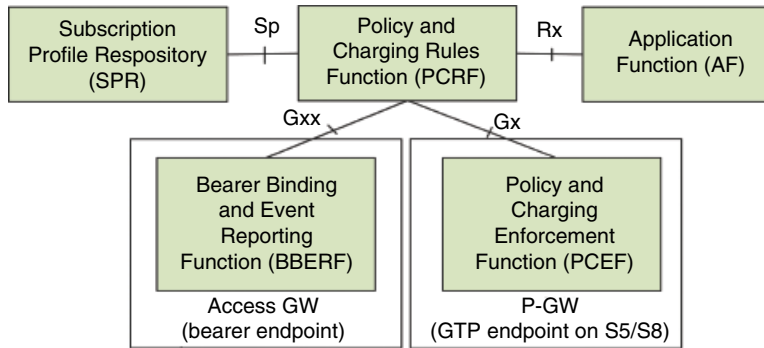 Subscription
Profile Respository
(SPR)
Sp
Policy and
Charging Rules
Function (PCRF)
Rx
Application
Function (AF)
Gxx
Gx
Bearer Binding
and Event
Reporting
Function (BBERF)
Access GW
(bearer endpoint)
Policy and
Charging
Enforcement
Function (PCEF)
P-GW
(GTP endpoint on S5/S8)